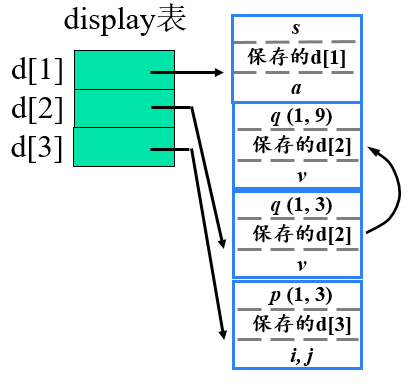 display表
d[1]
d[2]
d[3]
s
保存的d[1]
a
q (1, 9)
保存的d[2]
v
q (1, 3)
保存的d[2]
v
p (1, 3)
保存的d[3]
i, j